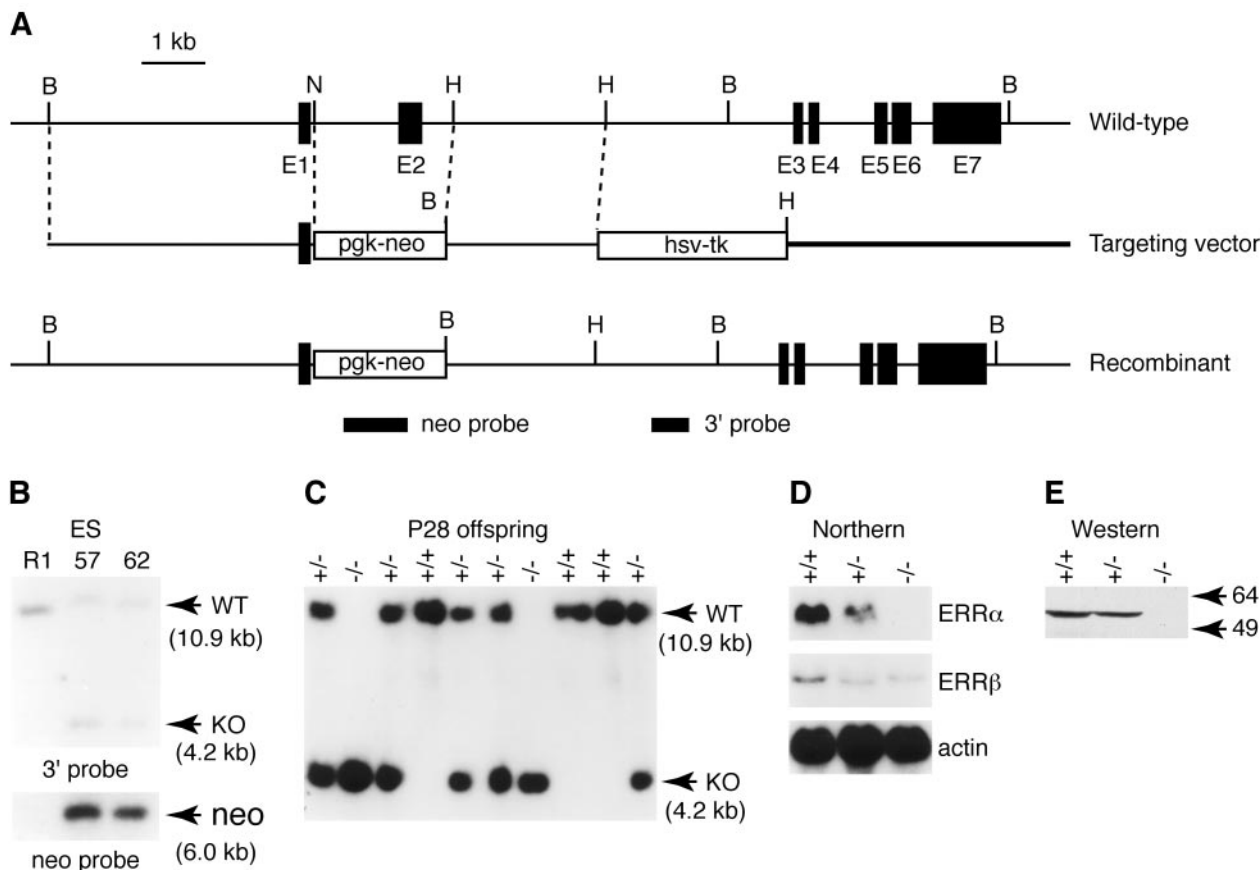 A
1 kb
B N H H B B
Wild-type
E1 E2 E3 E4 E5 E6 E7
B H
pgk-neo hsv-tk
Targeting vector
B B H B B
pgk-neo
Recombinant
neo probe 3' probe
B
ES
R1 57 62
WT
(10.9 kb)
KO
(4.2 kb)
3' probe
neo
(6.0 kb)
neo probe
C
P28 offspring
+/- -/- +/- +/+ +/- +/- -/- +/+ +/+ +/-
WT
(10.9 kb)
KO
(4.2 kb)
D
Northern
+/+ +/- -/-
ERRα
ERRβ
actin
E
Western
+/+ +/- -/-
64
49